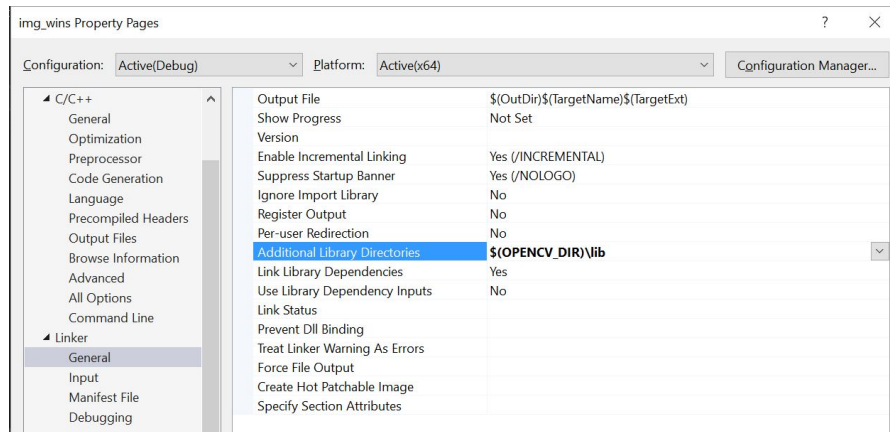 img_wins Property Pages ? ×
Configuration: Active(Debug) Platform: Active(x64) Configuration Manager...
C/C++
General
Optimization
Preprocessor
Code Generation
Language
Precompiled Headers
Output Files
Browse Information
Advanced
All Options
Command Line
Linker
General
Input
Manifest File
Debugging
Output File $(OutDir)$(TargetName)$(TargetExt)
Show Progress Not Set
Version
Enable Incremental Linking Yes (/INCREMENTAL)
Suppress Startup Banner Yes (/NOLOGO)
Ignore Import Library No
Register Output No
Per-user Redirection No
Additional Library Directories $(OPENCV_DIR)\lib
Link Library Dependencies Yes
Use Library Dependency Inputs No
Link Status
Prevent Dll Binding
Treat Linker Warning As Errors
Force File Output
Create Hot Patchable Image
Specify Section Attributes